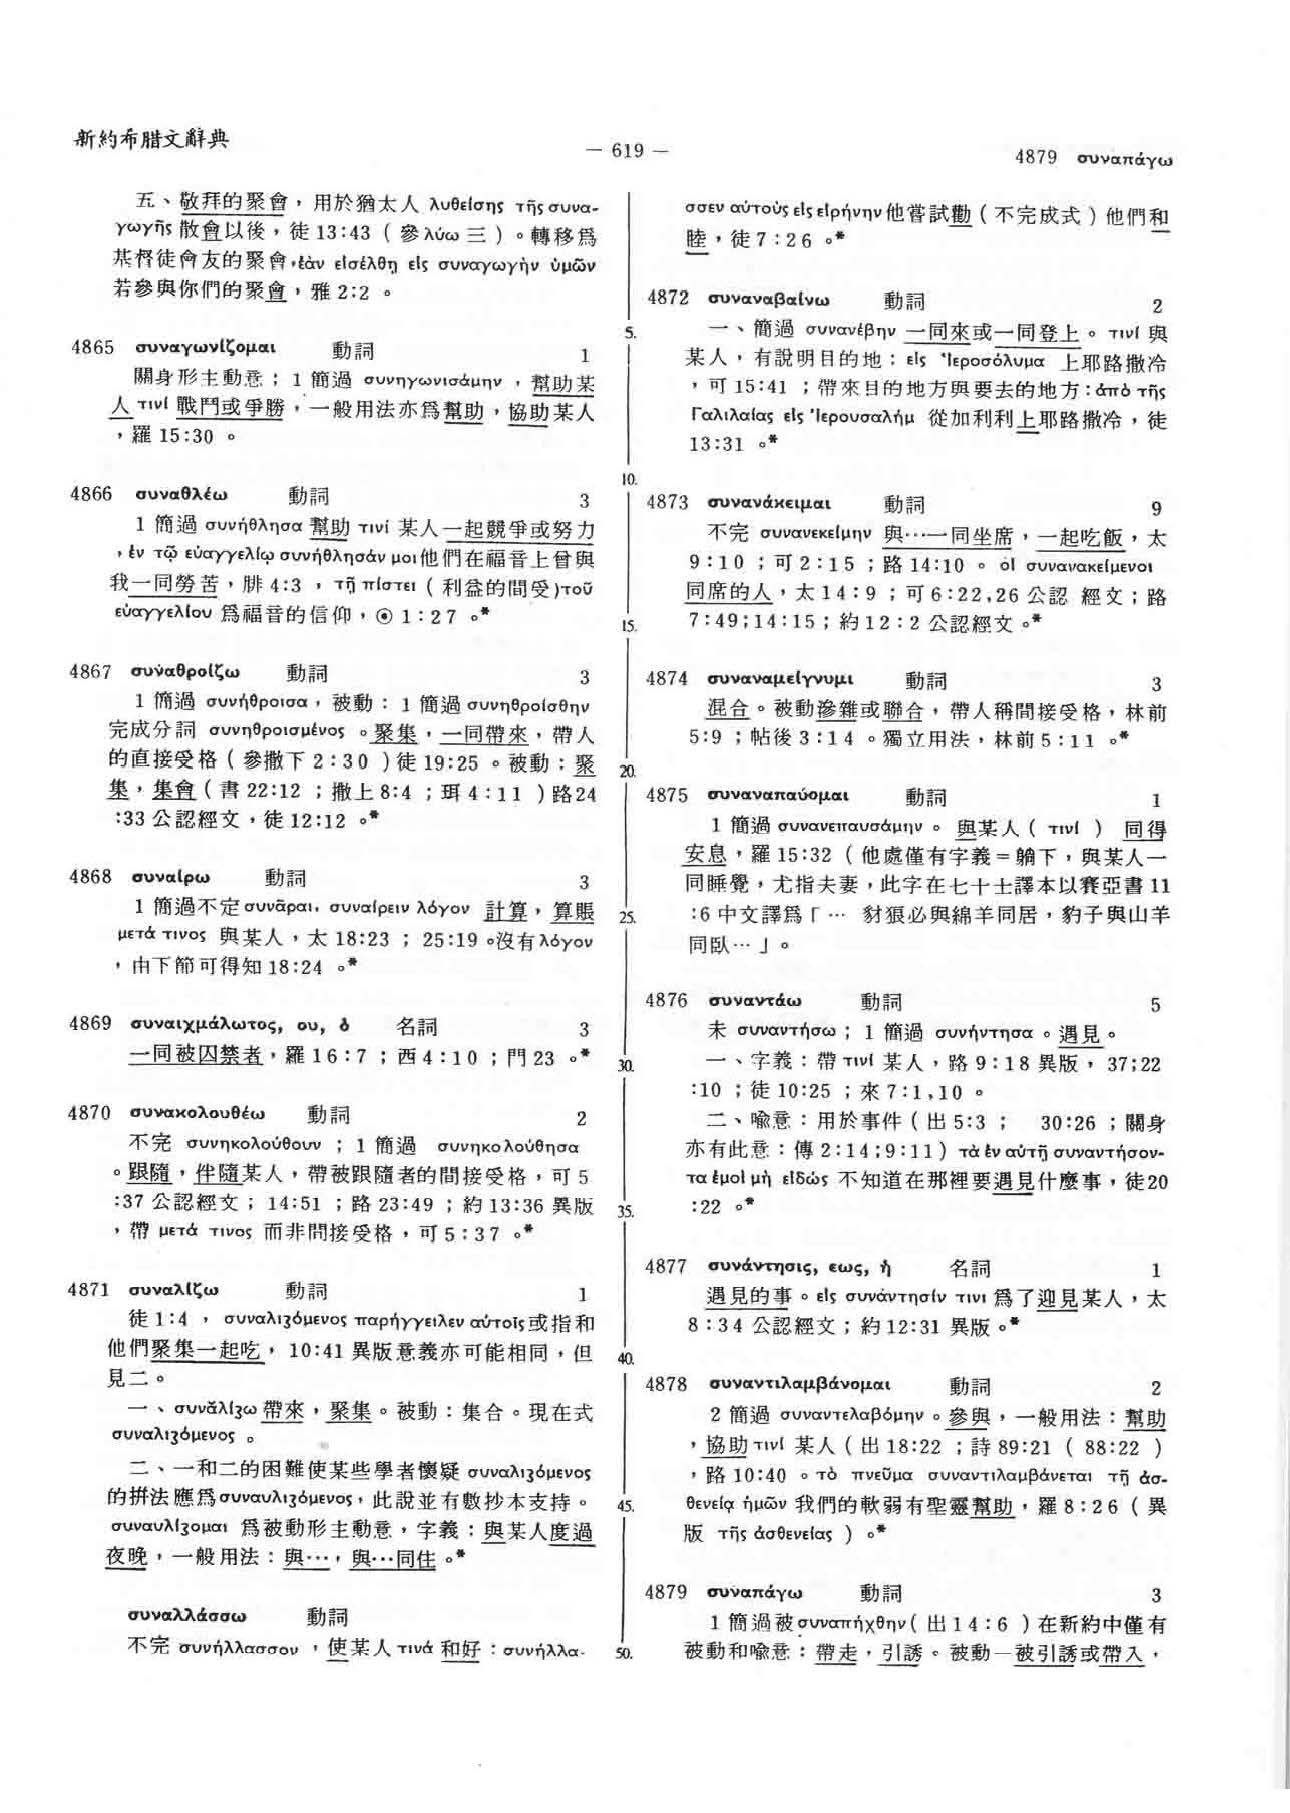 新約希腊文辭典
— 619 —
4879 συναπάγω
五、敬拜的聚會，用於猶太人 λυθείσης τῆς συνα-
γωγῆς 散會以後，徒 13:43 ( 參 λύω 三 ) 。轉移爲
基督徒會友的聚會，ἐὰν εἰσέλθῃ εἰς συναγωγὴν ὑμῶν
若參與你們的聚會，雅 2:2 。
4865 συναγωνίζομαι 動詞 1
關身形主動意；1 簡過 συνηγωνισάμην ，幫助某
人 τινί 戰鬥或爭勝，一般用法亦爲幫助，協助某人
，羅 15:30 。
4866 συναθλέω 動詞 3
1 簡過 συνήθλησα 幫助 τινί 某人一起競爭或努力
，ἐν τῷ εὐαγγελίῳ συνήθλησάν μοι 他們在福音上曾與
我一同勞苦，腓 4:3 ，τῇ πίστει ( 利益的間受) τοῦ
εὐαγγελίου 爲福音的信仰，⊙ 1:27 。*
4867 συναθροίζω 動詞 3
1 簡過 συνήθροισα，被動：1 簡過 συνηθροίσθην
完成分詞 συνηθροισμένος 。聚集，一同帶來，帶人
的直接受格 ( 參撒下 2:30 ) 徒 19:25 。被動：聚
集，集會 ( 書 22:12 ；撒上 8:4 ；珥 4:11 ) 路24
:33 公認經文，徒 12:12 。*
4868 συναίρω 動詞 3
1 簡過不定 συνᾶραι, συναίρειν λόγον 計算，算賬
μετά τινος 與某人，太 18:23 ；25:19 。沒有 λόγον
，由下節可得知 18:24 。*
4869 συναιχμάλωτος, ου, ὁ 名詞 3
一同被囚禁者，羅 16:7 ；西 4:10 ；門 23 。*
4870 συνακολουθέω 動詞 2
不完 συνηκολούθουν ；1 簡過 συνηκολούθησα
。跟隨，伴隨某人，帶被跟隨者的間接受格，可 5
:37 公認經文；14:51 ；路 23:49 ；約 13:36 異版
，帶 μετά τινος 而非間接受格，可 5:37 。*
4871 συναλίζω 動詞 1
徒 1:4 ，συναλιζόμενος παρήγγειλεν αὐτοῖς 或指和
他們聚集一起吃，10:41 異版意義亦可能相同，但
見二。
一、συνᾰλίζω 帶來，聚集。被動：集合。現在式
συναλιζόμενος 。
二、一和二的困難使某些學者懷疑 συναλιζόμενος
的拼法應爲 συναυλιζόμενος，此說並有數抄本支持。
συναυλίζομαι 爲被動形主動意，字義：與某人度過
夜晚，一般用法：與…，與…同住。*
συναλλάσσω 動詞
不完 συνήλλασσον ，使某人 τινά 和好：συνήλλα-
5.
10.
15.
20.
25.
30.
35.
40.
45.
50.
σσεν αὐτοὺς εἰς εἰρήνην 他嘗試勸 ( 不完成式 ) 他們和
睦，徒 7:26 。*
4872 συναναβαίνω 動詞 2
一、簡過 συνανέβην 一同來或一同登上。τινί 與
某人，有說明目的地：εἰς Ἱεροσόλυμα 上耶路撒冷
，可 15:41 ；帶來目的地方與要去的地方：ἀπὸ τῆς
Γαλιλαίας εἰς Ἰερουσαλήμ 從加利利上耶路撒冷，徒
13:31 。*
4873 συνανάκειμαι 動詞 9
不完 συνανεκείμην 與…一同坐席，一起吃飯，太
9:10 ；可 2:15 ；路 14:10 。οἱ συνανακείμενοι
同席的人，太 14:9 ；可 6:22,26 公認 經文；路
7:49;14:15；約 12:2 公認經文。*
4874 συναναμείγνυμι 動詞 3
混合。被動滲雜或聯合，帶人稱間接受格，林前
5:9 ；帖後 3:14 。獨立用法，林前 5:11 。*
4875 συναναπαύομαι 動詞 1
1 簡過 συνανεπαυσάμην 。與某人 ( τινί ) 同得
安息，羅 15:32 ( 他處僅有字義＝躺下，與某人一
同睡覺，尤指夫妻，此字在七十士譯本以賽亞書 11
:6 中文譯爲「… 豺狼必與綿羊同居，豹子與山羊
同臥…」。
4876 συναντάω 動詞 5
未 συναντήσω；1 簡過 συνήντησα 。遇見。
一、字義：帶 τινί 某人，路 9:18 異版，37;22
:10 ；徒 10:25 ；來 7:1,10 。
二、喩意：用於事件 ( 出 5:3 ； 30:26 ；關身
亦有此意：傳 2:14;9:11 ) τὰ ἐν αὐτῇ συναντήσον-
τα ἐμοὶ μὴ εἰδώς 不知道在那裡要遇見什麼事，徒20
:22 。*
4877 συνάντησις, εως, ἡ 名詞 1
遇見的事。εἰς συνάντησίν τινι 爲了迎見某人，太
8:34 公認經文；約 12:31 異版。*
4878 συναντιλαμβάνομαι 動詞 2
2 簡過 συναντελαβόμην 。參與，一般用法：幫助
，協助 τινί 某人 ( 出 18:22 ；詩 89:21 ( 88:22 )
，路 10:40 。τὸ πνεῦμα συναντιλαμβάνεται τῇ ἀσ-
θενείᾳ ἡμῶν 我們的軟弱有聖靈幫助，羅 8:26 ( 異
版 τῆς ἀσθενείας ) 。*
4879 συναπάγω 動詞 3
1 簡過被 συναπήχθην ( 出 14:6 ) 在新約中僅有
被動和喩意：帶走，引誘。被動—被引誘或帶入，